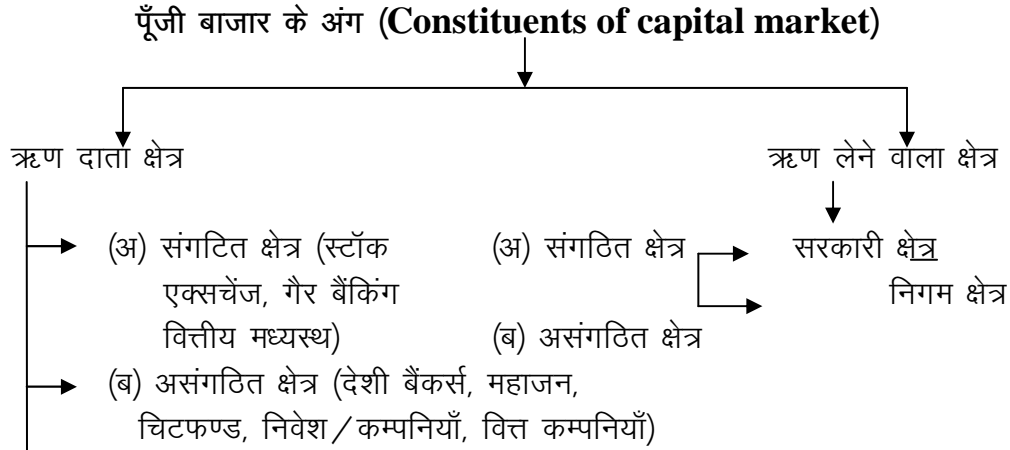 पूँजी बाजार के अंग (Constituents of capital market)
ऋण दाता क्षेत्र
ऋण लेने वाला क्षेत्र
(अ) संगटित क्षेत्र (स्टॉक
एक्सचेंज, गैर बैंकिंग
वित्तीय मध्यस्थ)
(ब) असंगठित क्षेत्र (देशी बैंकर्स, महाजन,
चिटफण्ड, निवेश/कम्पनियाँ, वित्त कम्पनियाँ)
(अ) संगठित क्षेत्र
(ब) असंगठित क्षेत्र
सरकारी क्षेत्र
निगम क्षेत्र